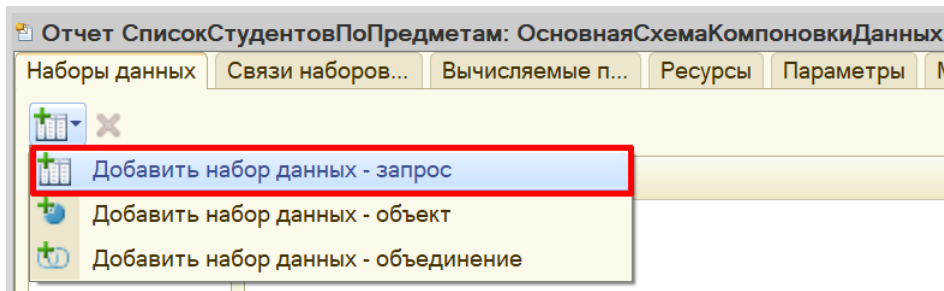 Отчет СписокСтудентовПоПредметам: ОсновнаяСхемаКомпоновкиДанных
Наборы данных Связи наборов... Вычисляемые п... Ресурсы Параметры
Добавить набор данных - запрос
Добавить набор данных - объект
Добавить набор данных - объединение